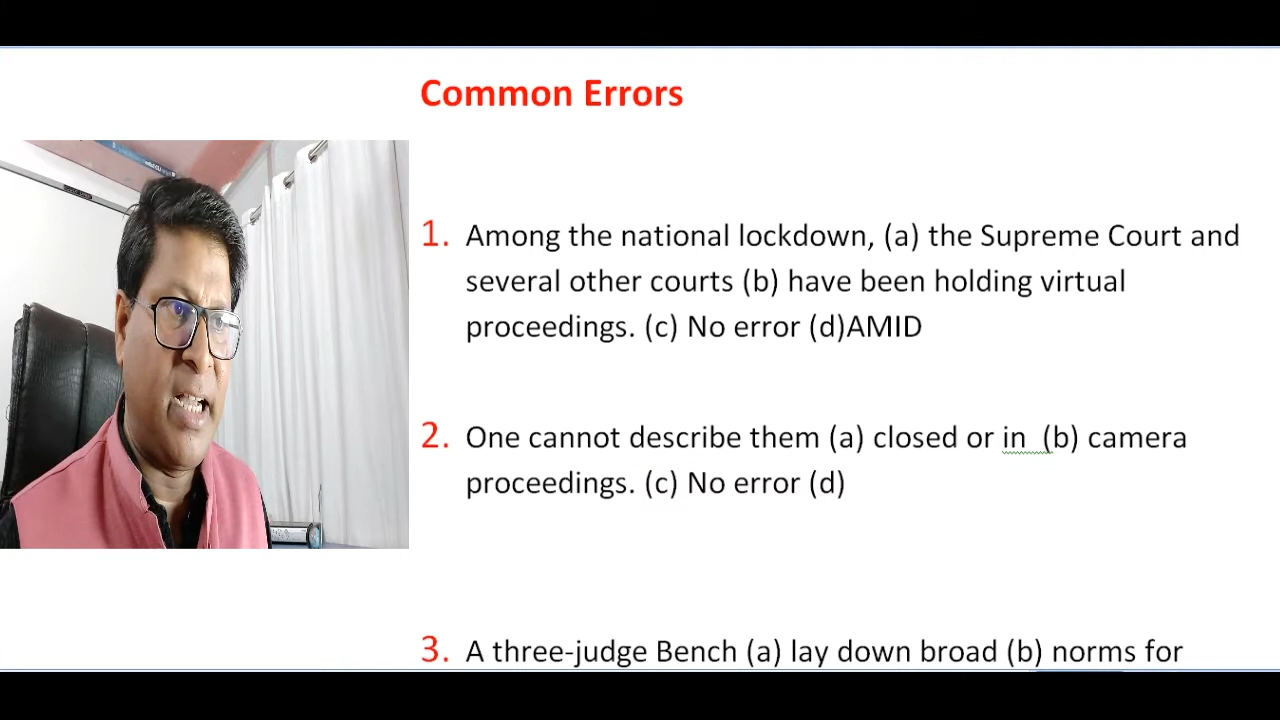 Common Errors
1. Among the national lockdown, (a) the Supreme Court and
several other courts (b) have been holding virtual
proceedings. (c) No error (d)AMID
2. One cannot describe them (a) closed or in  (b) camera
proceedings. (c) No error (d)
3. A three-judge Bench (a) lay down broad (b) norms for